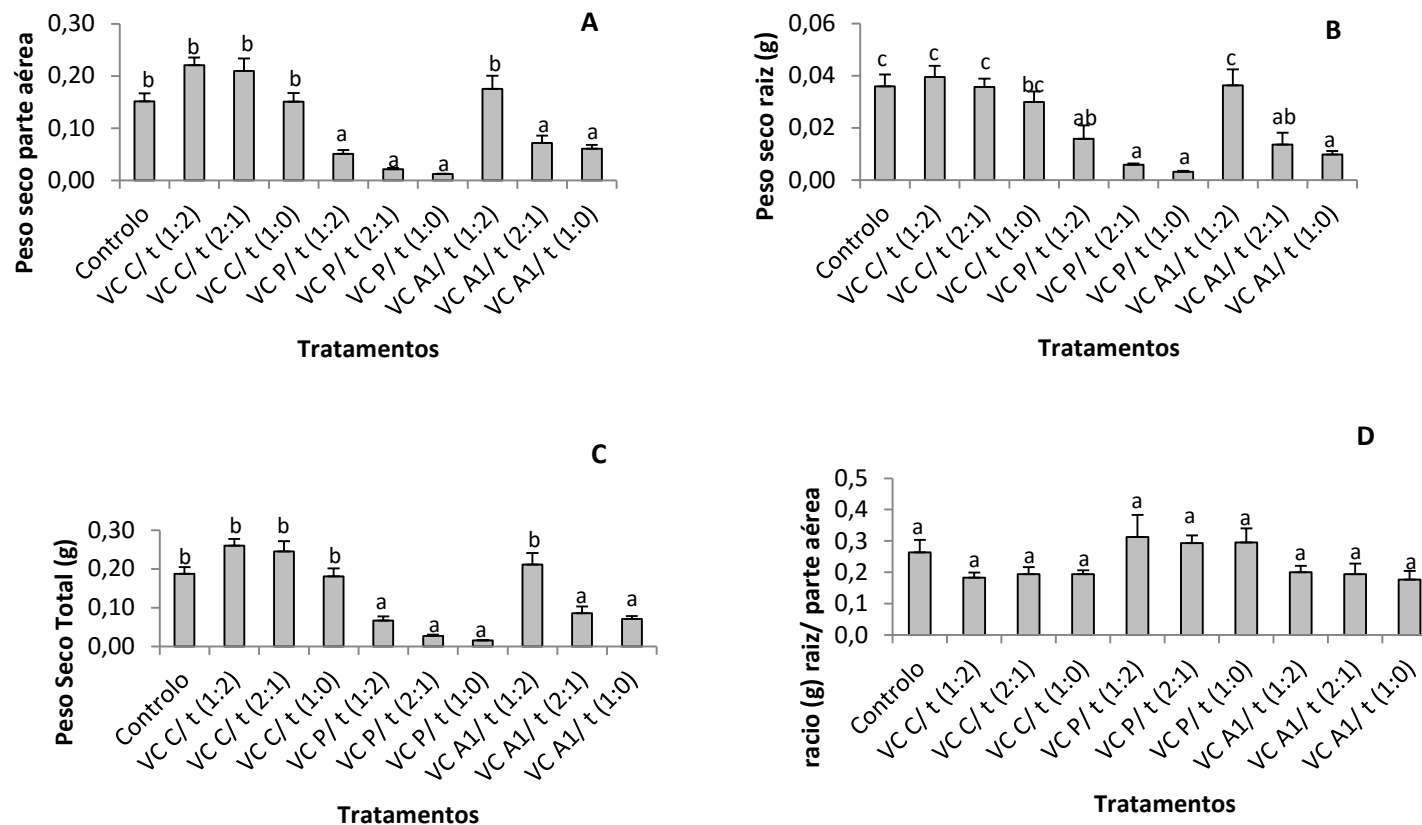 A
Peso seco parte aérea
0,30
0,20
0,10
0,00
b b b b a a a b a a
Controlo
VC C/ t (1:2)
VC C/ t (2:1)
VC C/ t (1:0)
VC P/ t (1:2)
VC P/ t (2:1)
VC P/ t (1:0)
VC A1/ t (1:2)
VC A1/ t (2:1)
VC A1/ t (1:0)
Tratamentos
B
Peso seco raiz (g)
0,06
0,04
0,02
0,00
c c c bc ab a a c ab a
Controlo
VC C/ t (1:2)
VC C/ t (2:1)
VC C/ t (1:0)
VC P/ t (1:2)
VC P/ t (2:1)
VC P/ t (1:0)
VC A1/ t (1:2)
VC A1/ t (2:1)
VC A1/ t (1:0)
Tratamentos
C
Peso Seco Total (g)
0,30
0,20
0,10
0,00
b b b b a a a b a a
Controlo
VC C/ t (1:2)
VC C/ t (2:1)
VC C/ t (1:0)
VC P/ t (1:2)
VC P/ t (2:1)
VC P/ t (1:0)
VC A1/ t (1:2)
VC A1/ t (2:1)
VC A1/ t (1:0)
Tratamentos
D
racio (g) raiz/ parte aérea
0,5
0,4
0,3
0,2
0,1
0,0
a a a a a a a a a a
Controlo
VC C/ t (1:2)
VC C/ t (2:1)
VC C/ t (1:0)
VC P/ t (1:2)
VC P/ t (2:1)
VC P/ t (1:0)
VC A1/ t (1:2)
VC A1/ t (2:1)
VC A1/ t (1:0)
Tratamentos